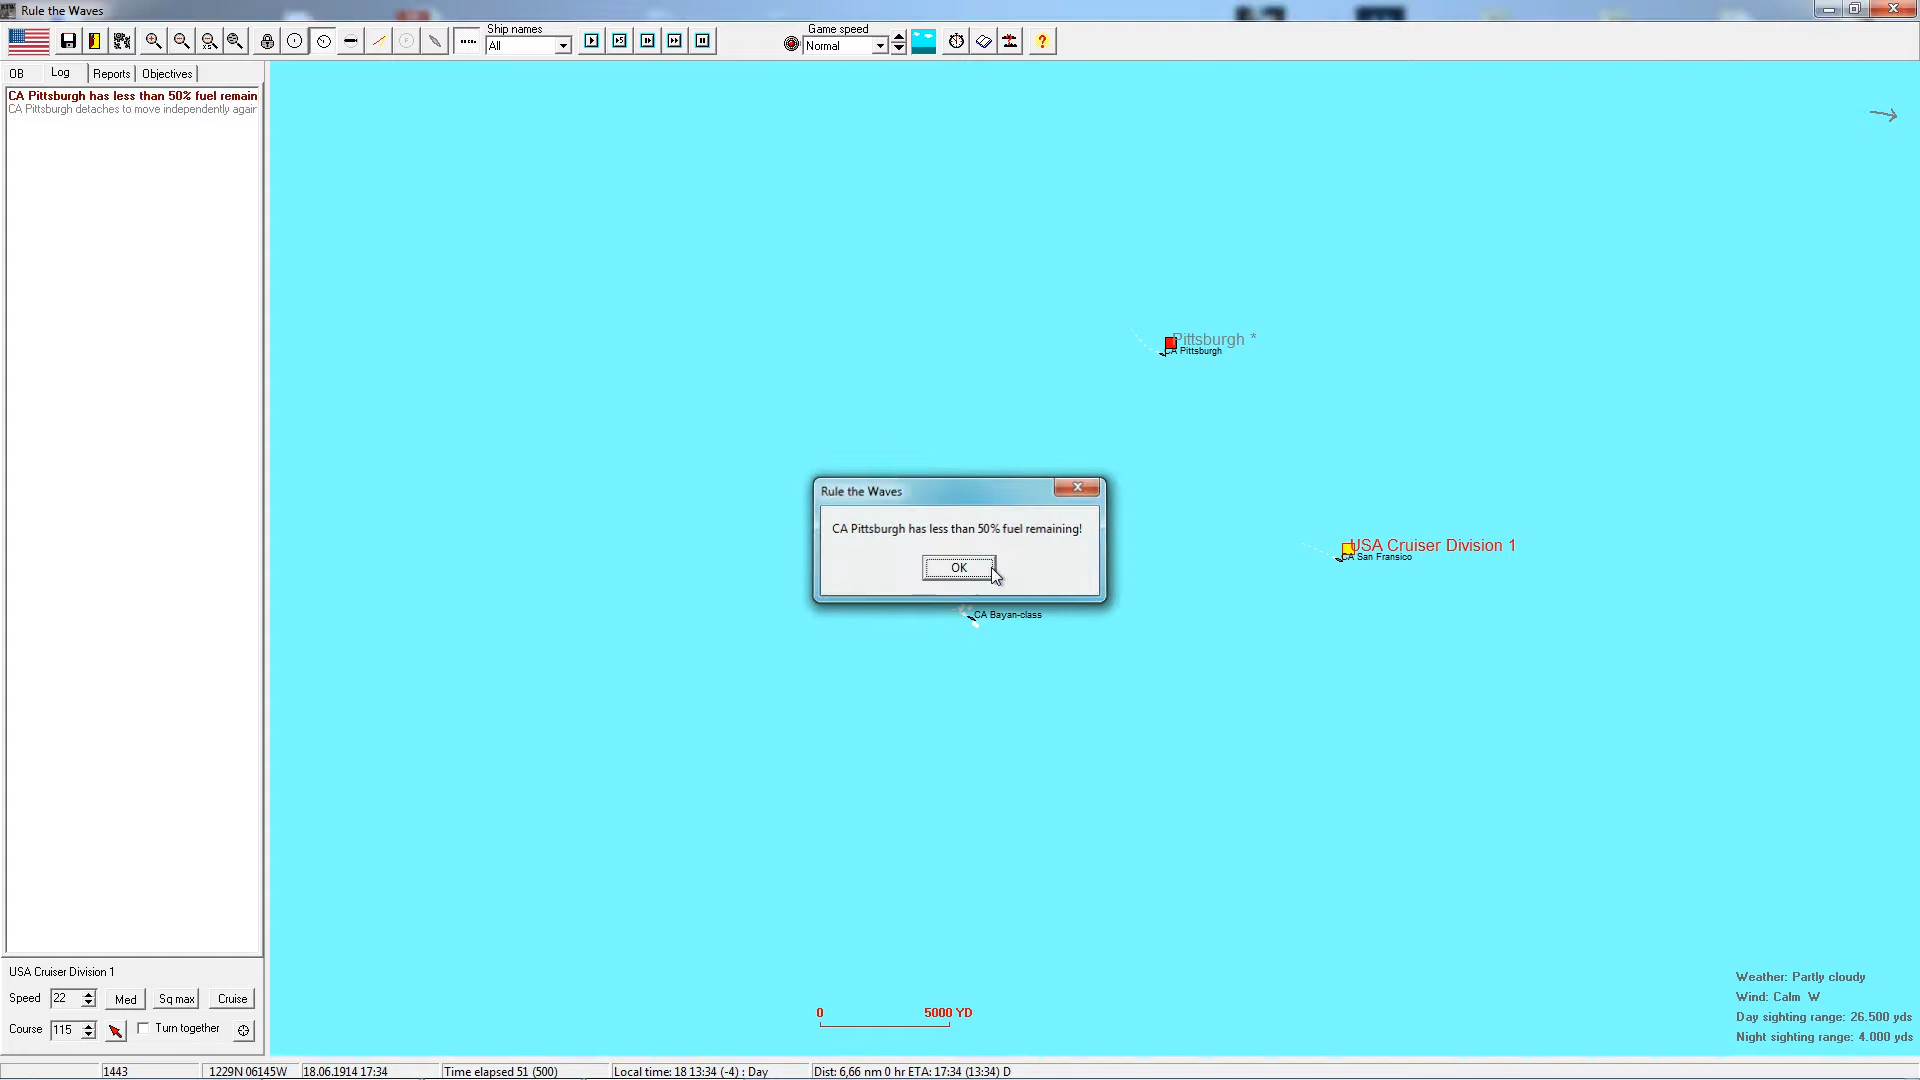 Rule the Waves
Ship names
All
Game speed
Normal
?
OB
Log
Reports
Objectives
CA Pittsburgh has less than 50% fuel remain
CA Pittsburgh detaches to move independently again
Pittsburgh *
CA Pittsburgh
Rule the Waves
CA Pittsburgh has less than 50% fuel remaining!
OK
USA Cruiser Division 1
CA San Fransico
CA Bayan-class
USA Cruiser Division 1
Speed 22 Med Sq max Cruise
Course 115 Turn together
0 5000 YD
Weather: Partly cloudy
Wind: Calm W
Day sighting range: 26.500 yds
Night sighting range: 4.000 yds
1443 1229N 06145W 18.06.1914 17:34 Time elapsed 51 (500) Local time: 18 13:34 (-4) : Day Dist: 6,66 nm 0 hr ETA: 17:34 (13:34) D